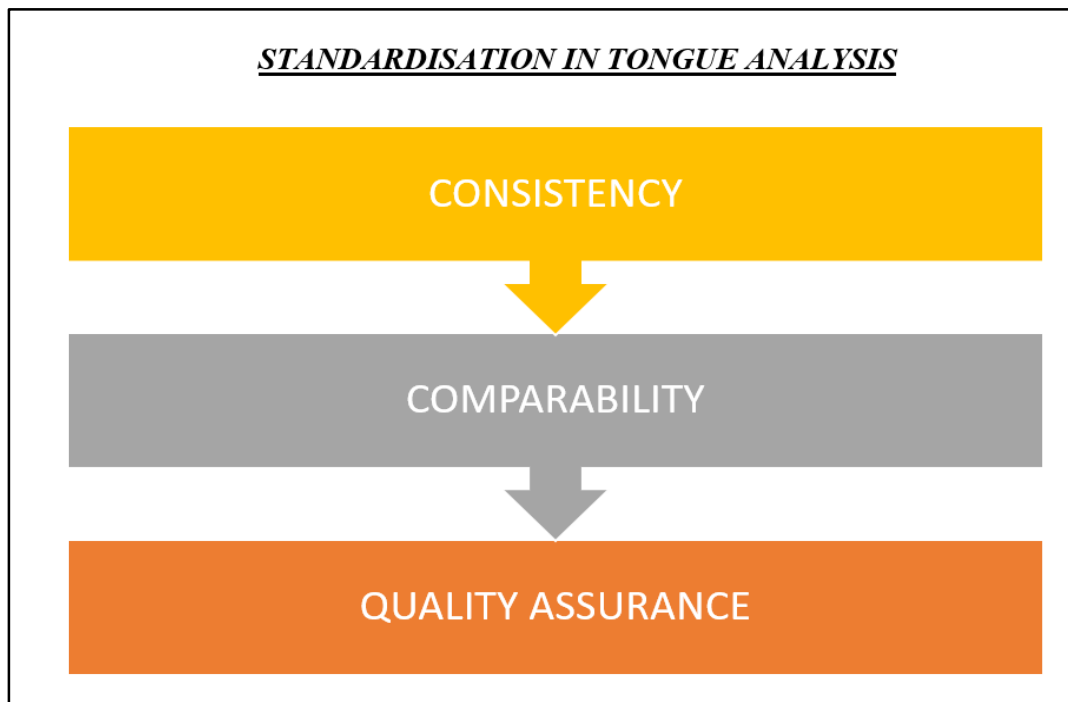 STANDARDISATION IN TONGUE ANALYSIS
CONSISTENCY
COMPARABILITY
QUALITY ASSURANCE